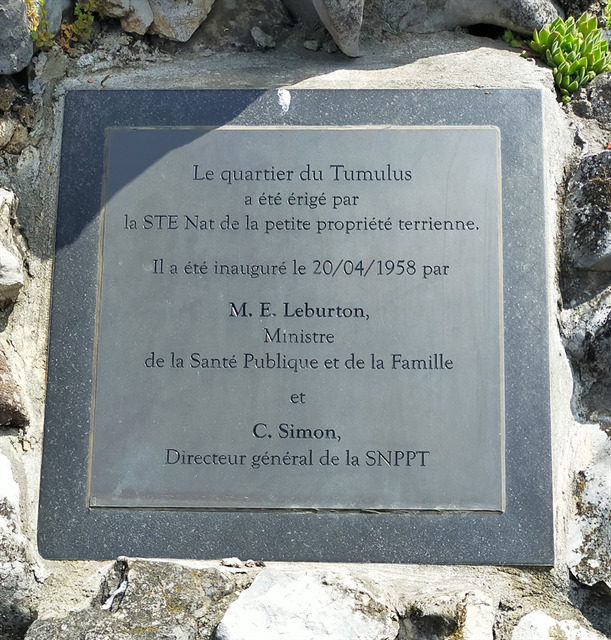 Le quartier du Tumulus
a été érigé par
la STE Nat de la petite propriété terrienne.
Il a été inauguré le 20/04/1958 par
M. E. Leburton,
Ministre
de la Santé Publique et de la Famille
et
C. Simon,
Directeur général de la SNPPT